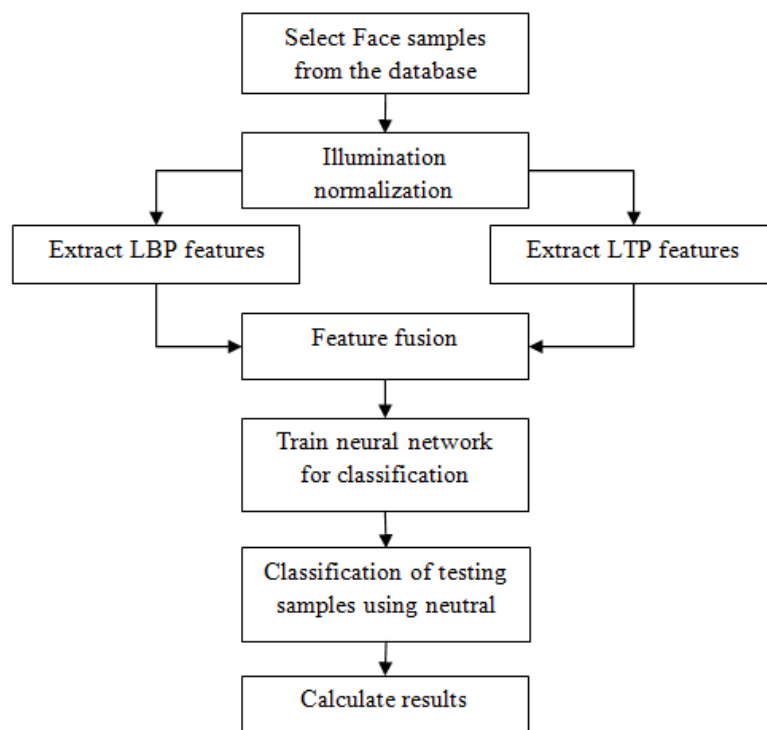 Select Face samples
from the database
Illumination
normalization
Extract LBP features
Extract LTP features
Feature fusion
Train neural network
for classification
Classification of testing
samples using neutral
Calculate results